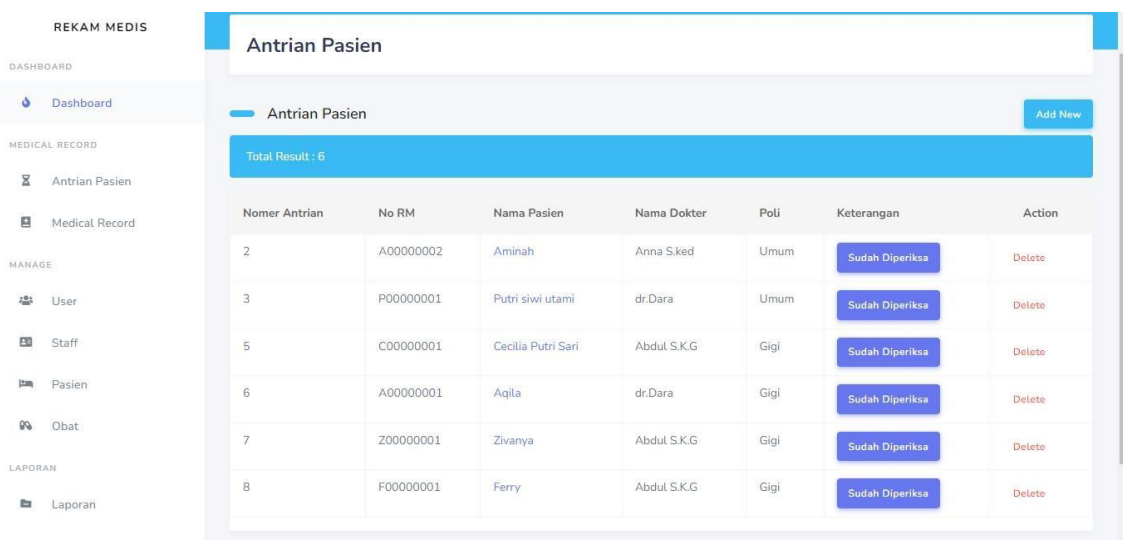 REKAM MEDIS
DASHBOARD
Dashboard
MEDICAL RECORD
Antrian Pasien
Medical Record
MANAGE
User
Staff
Pasien
Obat
LAPORAN
Laporan
Antrian Pasien
Antrian Pasien
Add New
Total Result : 6
Nomer Antrian No RM Nama Pasien Nama Dokter Poli Keterangan Action
2 A00000002 Aminah Anna S.ked Umum Sudah Diperiksa Delete
3 P00000001 Putri siwi utami dr.Dara Umum Sudah Diperiksa Delete
5 C00000001 Cecilia Putri Sari Abdul S.K.G Gigi Sudah Diperiksa Delete
6 A00000001 Aqila dr.Dara Gigi Sudah Diperiksa Delete
7 Z00000001 Zivanya Abdul S.K.G Gigi Sudah Diperiksa Delete
8 F00000001 Ferry Abdul S.K.G Gigi Sudah Diperiksa Delete